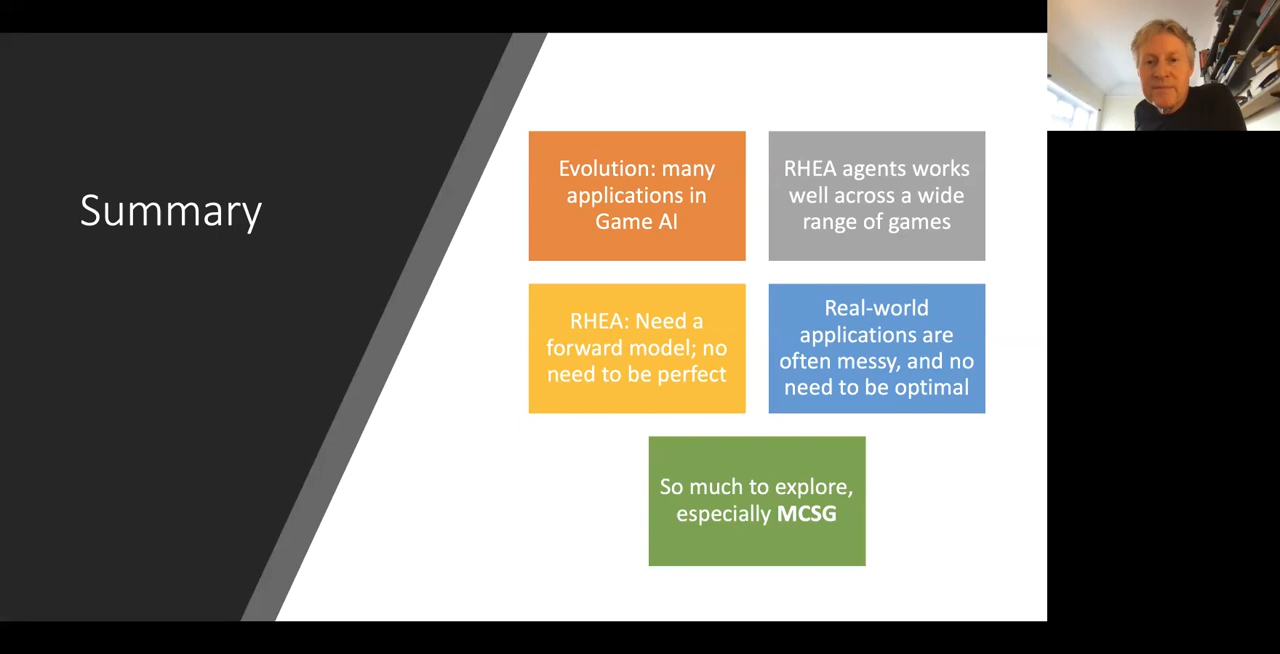 Summary
Evolution: many
applications in
Game AI
RHEA agents works
well across a wide
range of games
RHEA: Need a
forward model; no
need to be perfect
Real-world
applications are
often messy, and no
need to be optimal
So much to explore,
especially MCSG